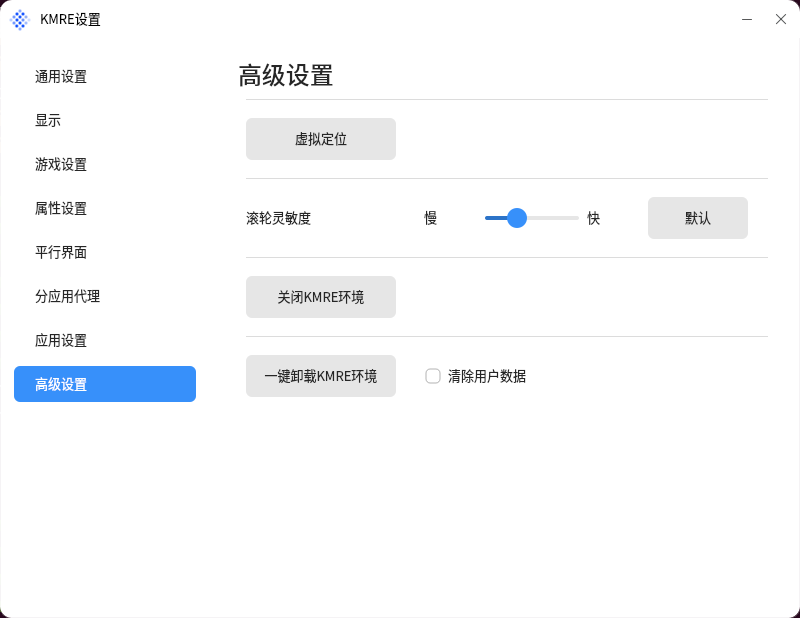 KMRE设置
通用设置
显示
游戏设置
属性设置
平行界面
分应用代理
应用设置
高级设置
高级设置
虚拟定位
滚轮灵敏度 慢 快 默认
关闭KMRE环境
一键卸载KMRE环境 清除用户数据